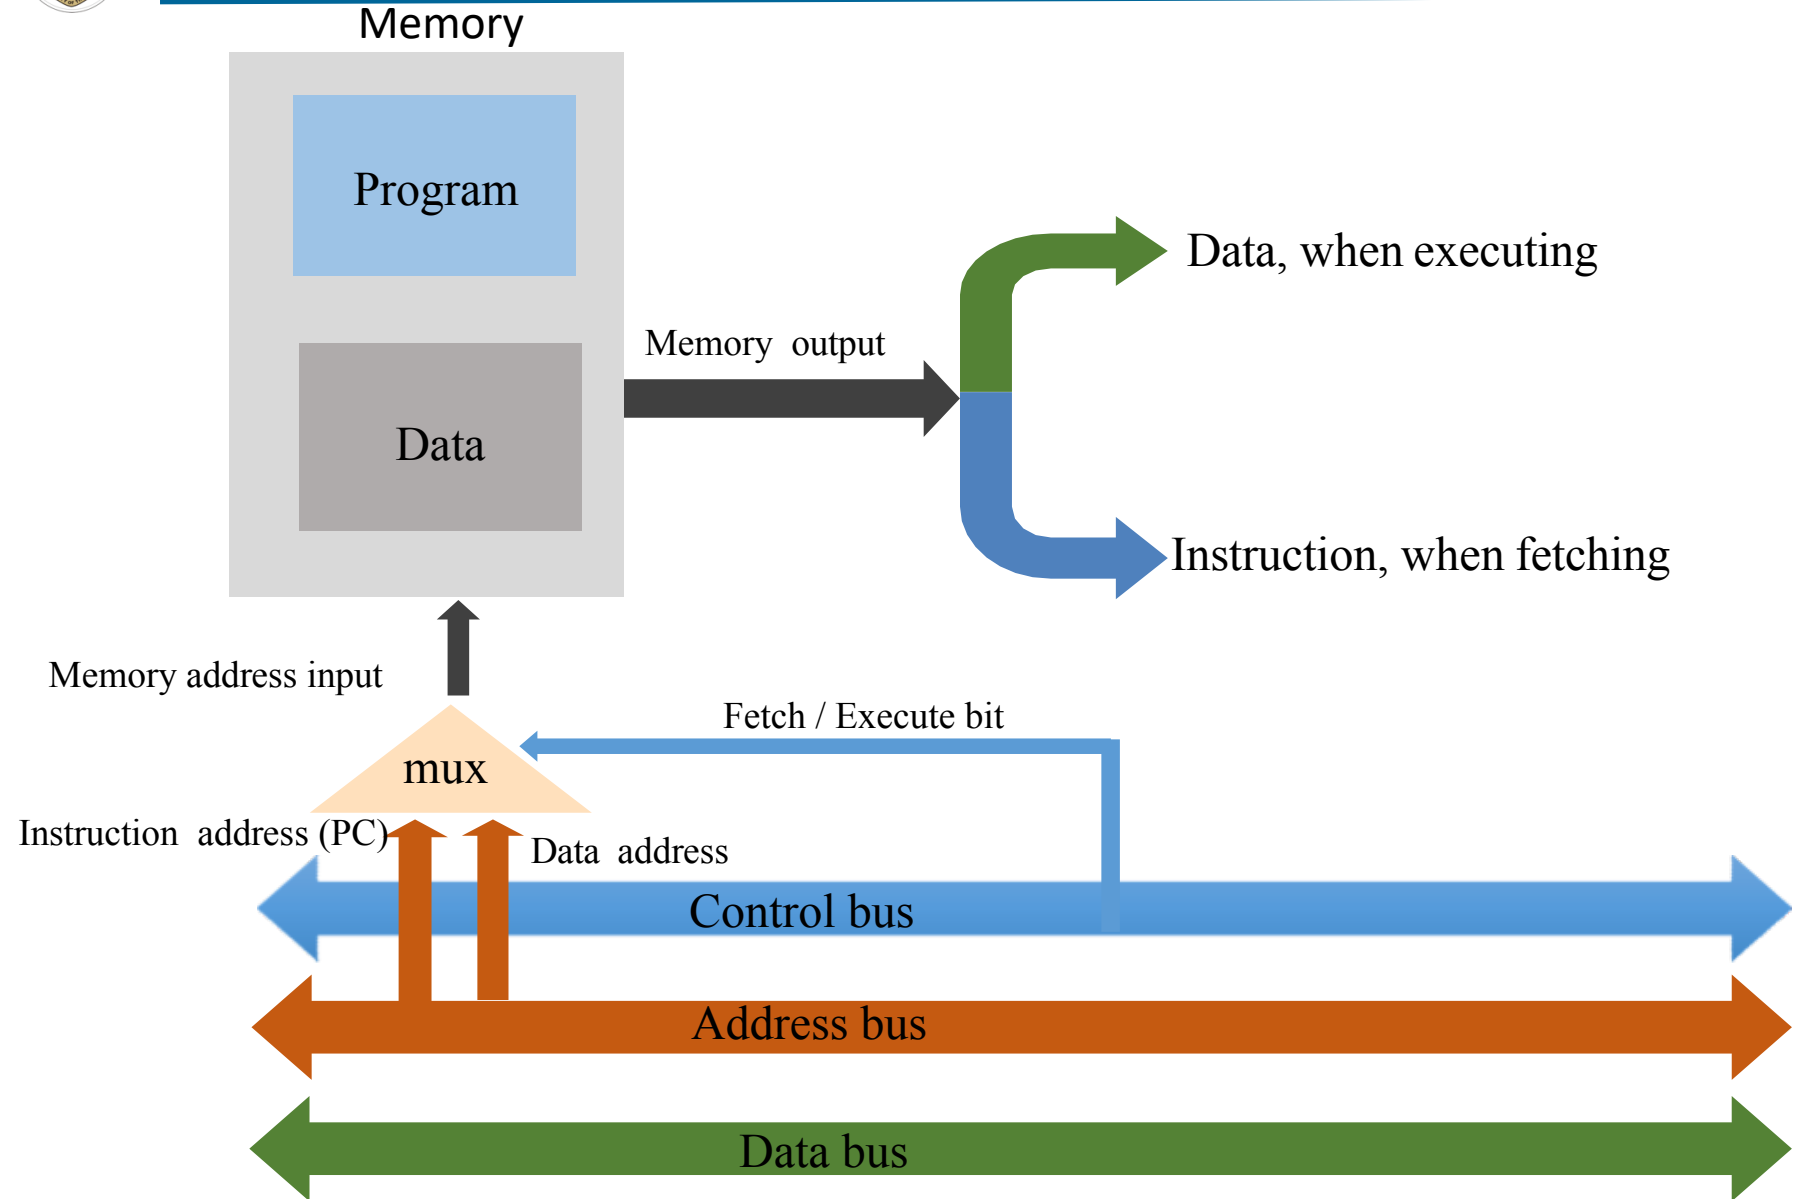 Memory
Program
Data, when executing
Memory output
Data
Instruction, when fetching
Memory address input
Fetch / Execute bit
mux
Instruction address (PC)
Data address
Control bus
Address bus
Data bus